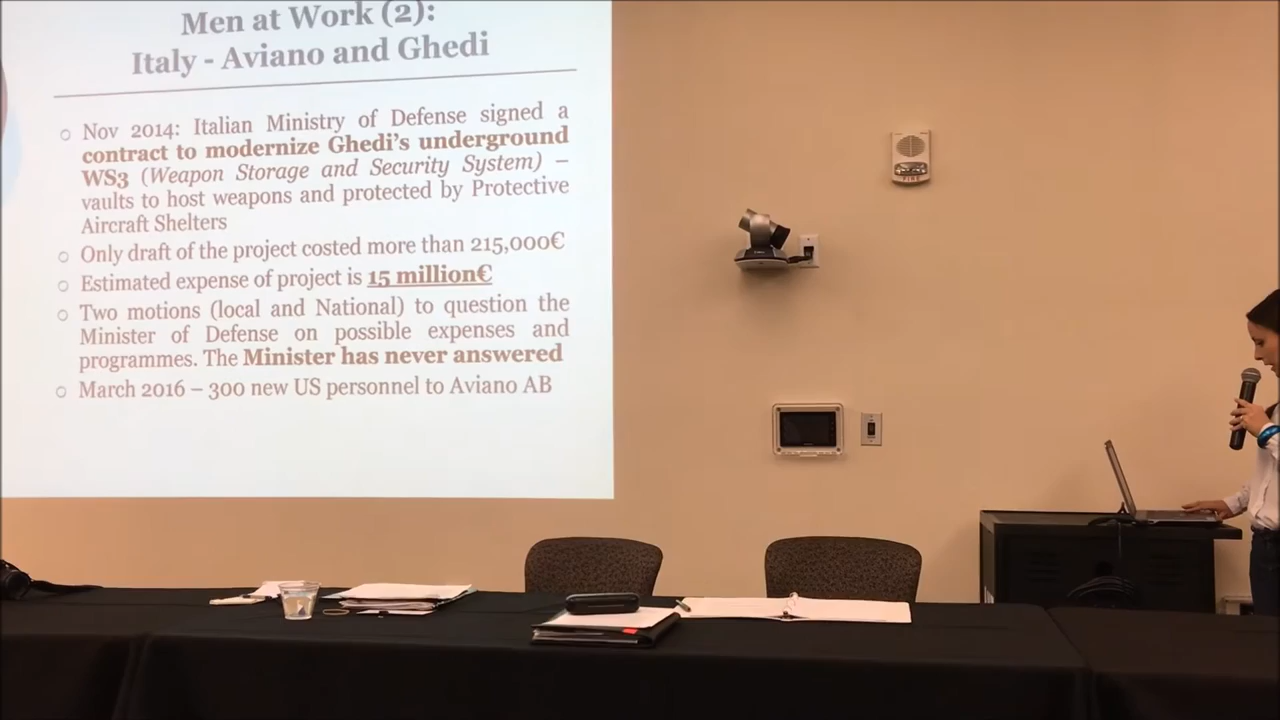 Men at Work (2):
Italy - Aviano and Ghedi
Nov 2014: Italian Ministry of Defense signed a
contract to modernize Ghedi's underground
WS3 (Weapon Storage and Security System) –
vaults to host weapons and protected by Protective
Aircraft Shelters
Only draft of the project costed more than 215,000€
Estimated expense of project is 15 million€
Two motions (local and National) to question the
Minister of Defense on possible expenses and
programmes. The Minister has never answered
March 2016 – 300 new US personnel to Aviano AB
FIRE